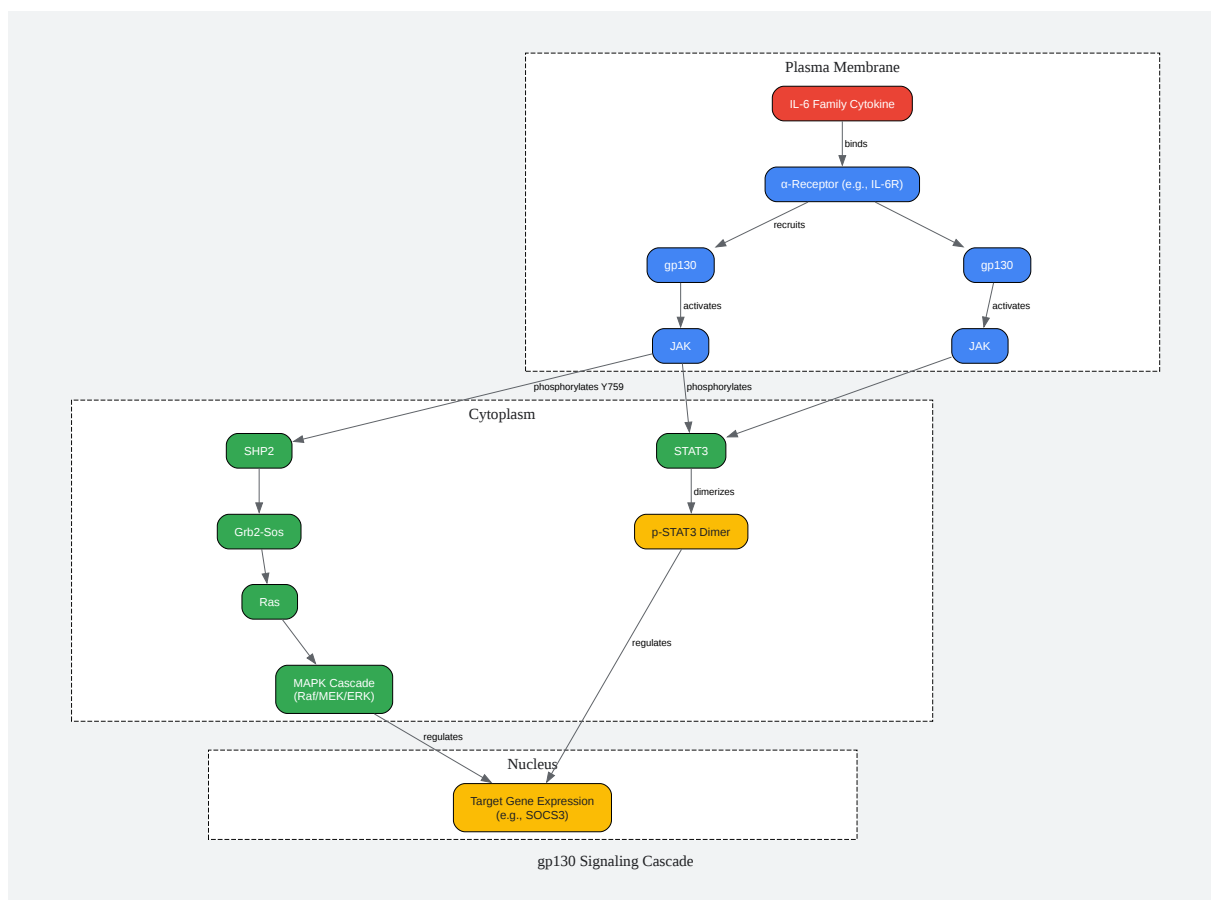 Plasma Membrane
IL-6 Family Cytokine
binds
α-Receptor (e.g., IL-6R)
recruits
gp130
gp130
activates
activates
JAK
JAK
phosphorylates Y759
phosphorylates
Cytoplasm
SHP2
STAT3
dimerizes
Grb2-Sos
p-STAT3 Dimer
Ras
regulates
MAPK Cascade
(Raf/MEK/ERK)
regulates
Nucleus
Target Gene Expression
(e.g., SOCS3)
gp130 Signaling Cascade